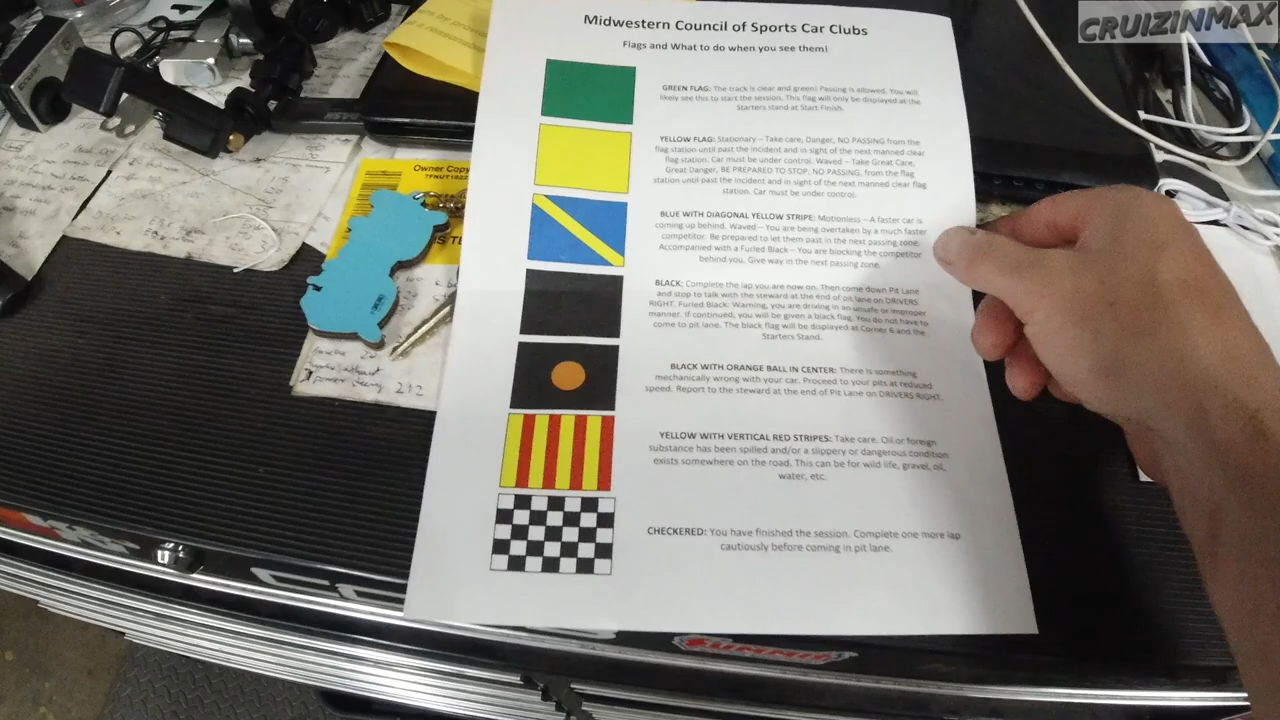 CRUIZINMAX
Midwestern Council of Sports Car Clubs
Flags and What to do when you see them!
GREEN FLAG: The track is clear and green! Passing is allowed. You will
likely see this to start the session. This flag will only be displayed at the
Starters stand at Start Finish.
YELLOW FLAG: Stationary – Take care, Danger, NO PASSING from the
flag station until past the incident and in sight of the next manned clear
flag station. Car must be under control. Waved – Take Great Care,
Great Danger, BE PREPARED TO STOP, NO PASSING, from the flag
station until past the incident and in sight of the next manned clear flag
station. Car must be under control.
BLUE WITH DIAGONAL YELLOW STRIPE: Motionless – A faster car is
coming up behind. Waved – You are being overtaken by a much faster
competitor. Be prepared to let them past in the next passing zone.
Accompanied with a Furled Black – You are blocking the competitor
behind you. Give way in the next passing zone.
BLACK: Complete the lap you are now on. Then come down Pit Lane
and stop to talk with the steward at the end of pit lane on DRIVERS
RIGHT. Furled Black: Warning, you are driving in an unsafe or improper
manner. If continued, you will be given a black flag. You do not have to
come to pit lane. The black flag will be displayed at Corner 6 and the
Starters Stand.
BLACK WITH ORANGE BALL IN CENTER: There is something
mechanically wrong with your car. Proceed to your pits at reduced
speed. Report to the steward at the end of Pit Lane on DRIVERS RIGHT.
YELLOW WITH VERTICAL RED STRIPES: Take care. Oil or foreign
substance has been spilled and/or a slippery or dangerous condition
exists somewhere on the road. This can be for wild life, gravel, oil,
water, etc.
CHECKERED: You have finished the session. Complete one more lap
cautiously before coming in pit lane.
Owner Copy
power steering 212
SUMMIT